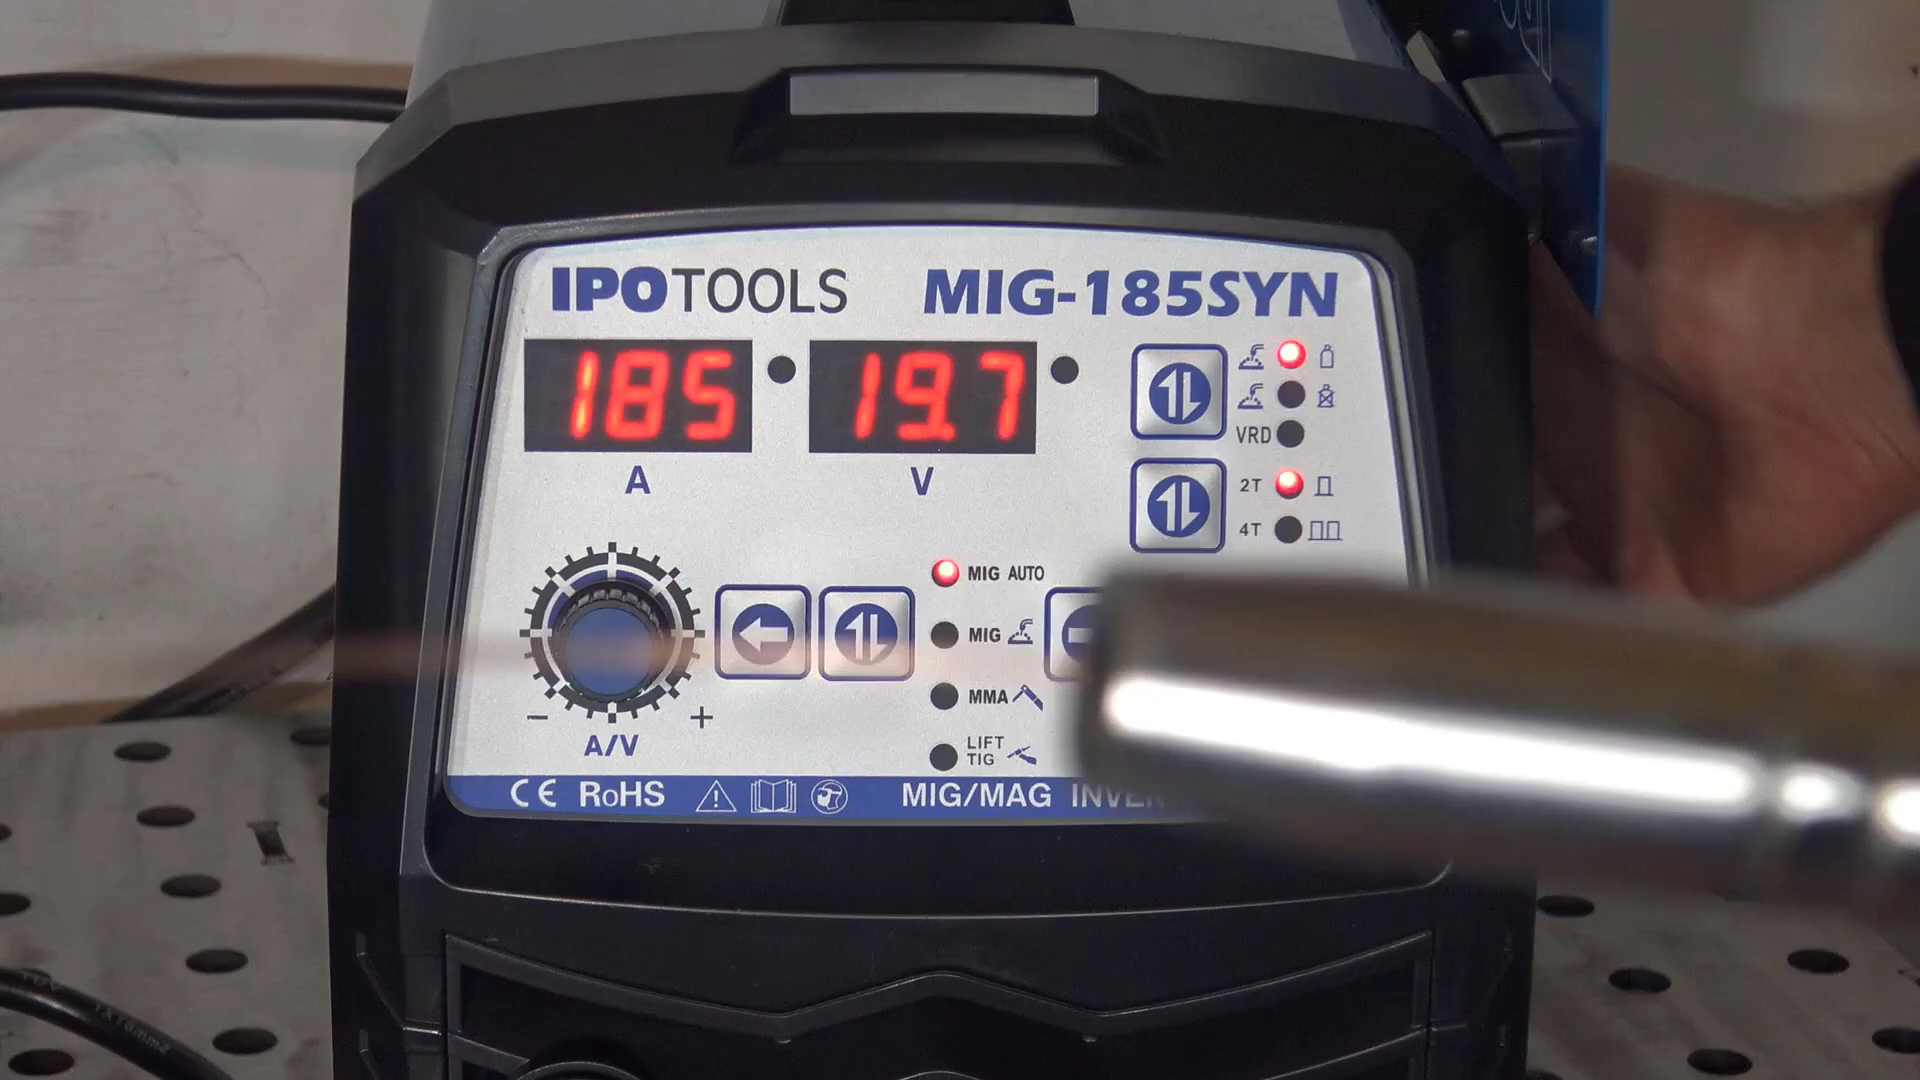 IPOTOOLS MIG-185SYN
185 19.7
A V
VRD
2T
4T
MIG AUTO
MIG
MMA
LIFT
TIG
- +
A/V
CE RoHS MIG/MAG
1X16mm2